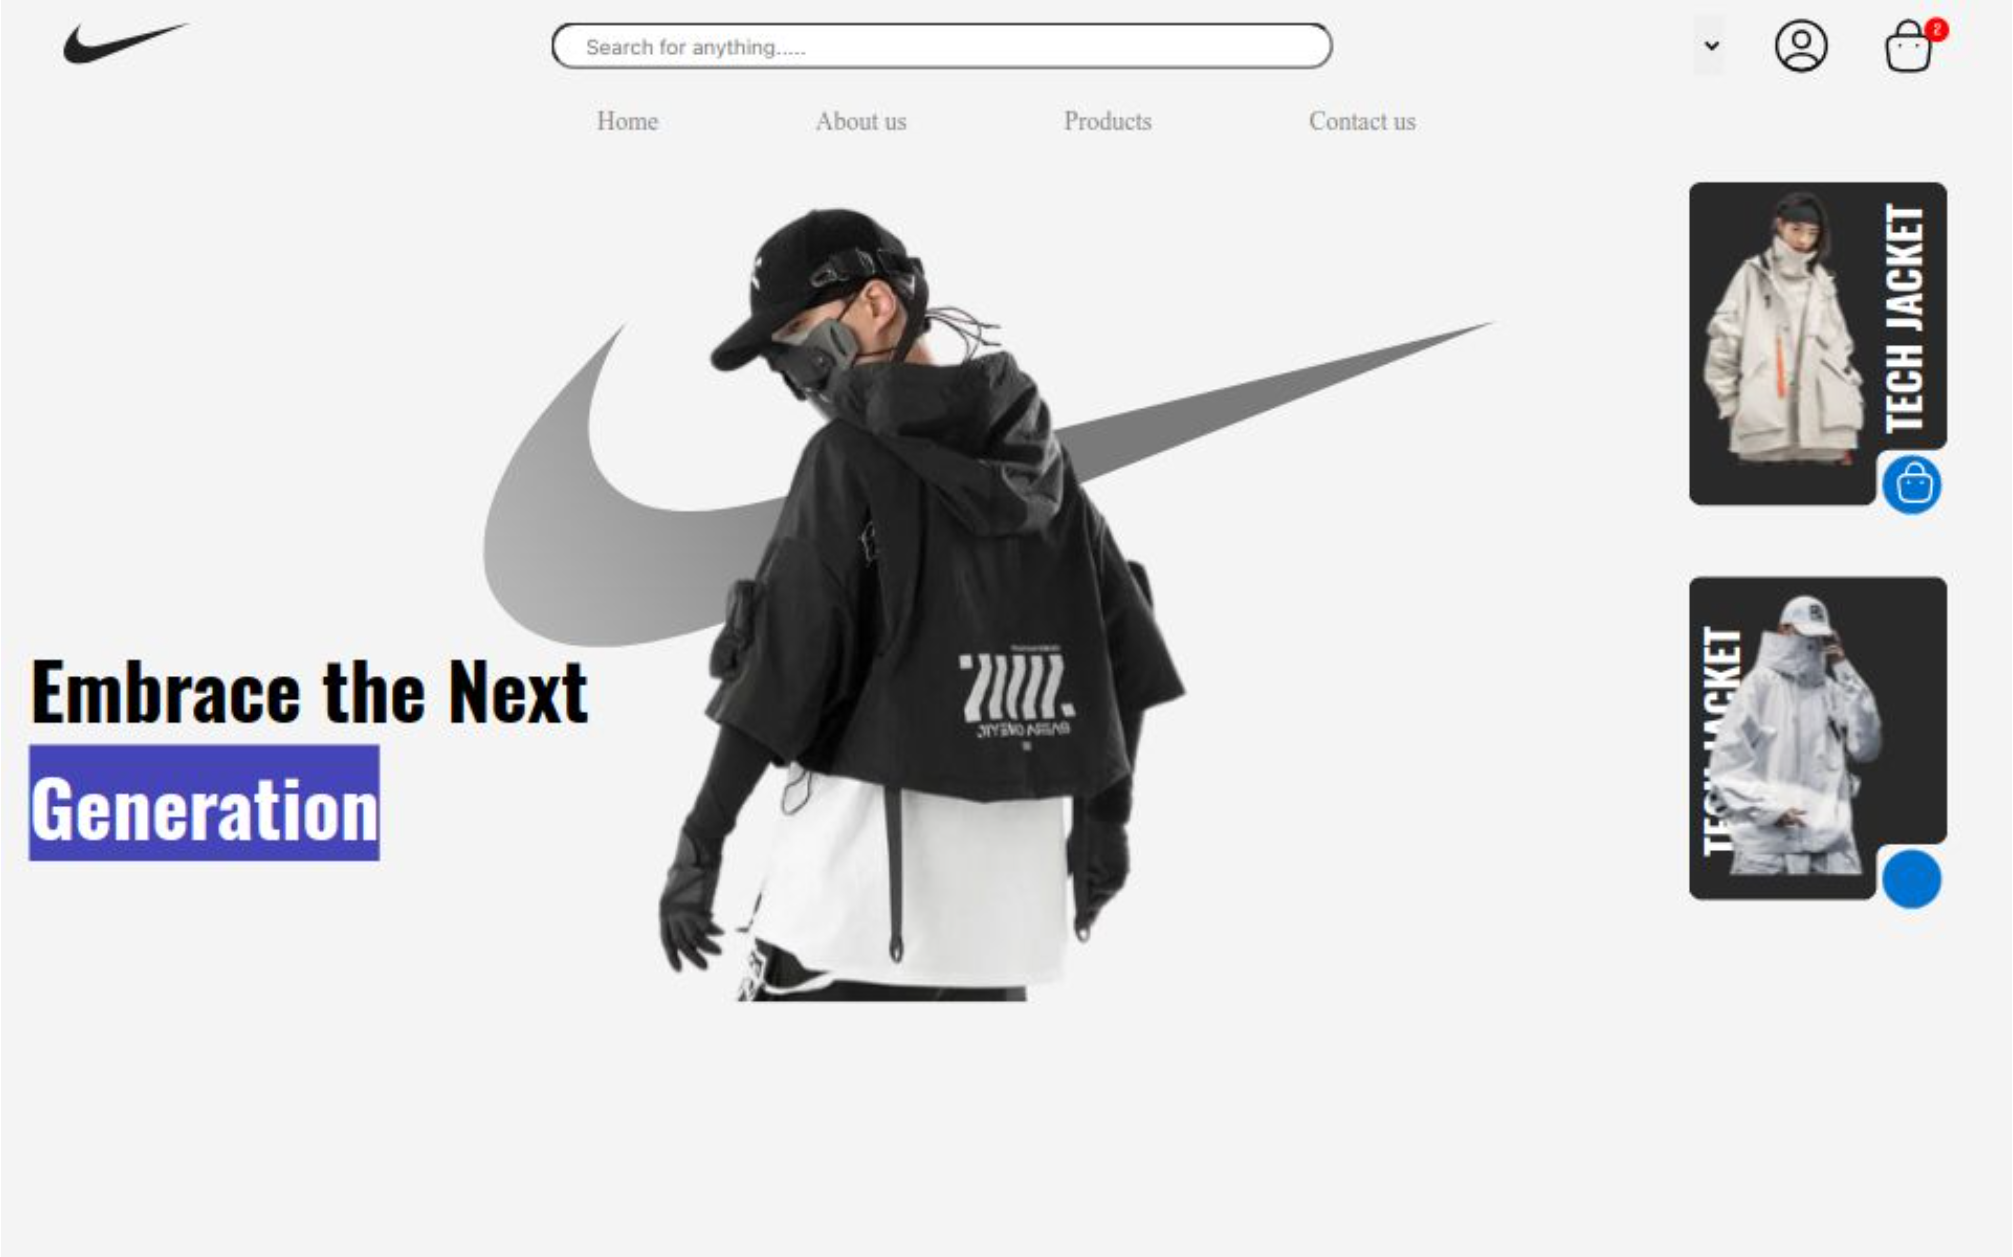 Search for anything.....
2
Home
About us
Products
Contact us
TECH JACKET
Embrace the Next
Generation
TECH JACKET